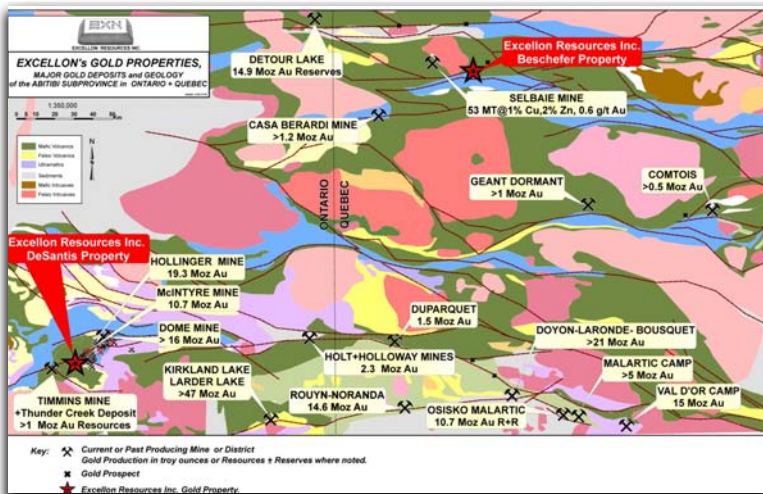 EXN
EXCELLON RESOURCES INC.
EXCELLON's GOLD PROPERTIES,
MAJOR GOLD DEPOSITS and GEOLOGY
of the ABITIBI SUBPROVINCE in ONTARIO + QUEBEC
1:350,000
Km
N
Mafic Volcanics
Felsic Volcanics
Ultramafics
Sediments
Mafic Intrusives
Felsic Intrusives
DETOUR LAKE
14.9 Moz Au Reserves
Excellon Resources Inc.
Beschefer Property
SELBAIE MINE
53 MT@1% Cu,2% Zn, 0.6 g/t Au
CASA BERARDI MINE
>1.2 Moz Au
GEANT DORMANT
>1 Moz Au
COMTOIS
>0.5 Moz Au
ONTARIO
QUEBEC
Excellon Resources Inc.
DeSantis Property
HOLLINGER MINE
19.3 Moz Au
McINTYRE MINE
10.7 Moz Au
DOME MINE
> 16 Moz Au
DUPARQUET
1.5 Moz Au
HOLT+HOLLOWAY MINES
2.3 Moz Au
DOYON-LARONDE- BOUSQUET
>21 Moz Au
KIRKLAND LAKE
LARDER LAKE
>47 Moz Au
MALARTIC CAMP
>5 Moz Au
TIMMINS MINE
+Thunder Creek Deposit
>1 Moz Au Resources
ROUYN-NORANDA
14.6 Moz Au
OSISKO MALARTIC
10.7 Moz Au R+R
VAL D'OR CAMP
15 Moz Au
Key: Current or Past Producing Mine or District
Gold Production in troy ounces or Resources ± Reserves where noted.
Gold Prospect
Excellon Resources Inc. Gold Property.